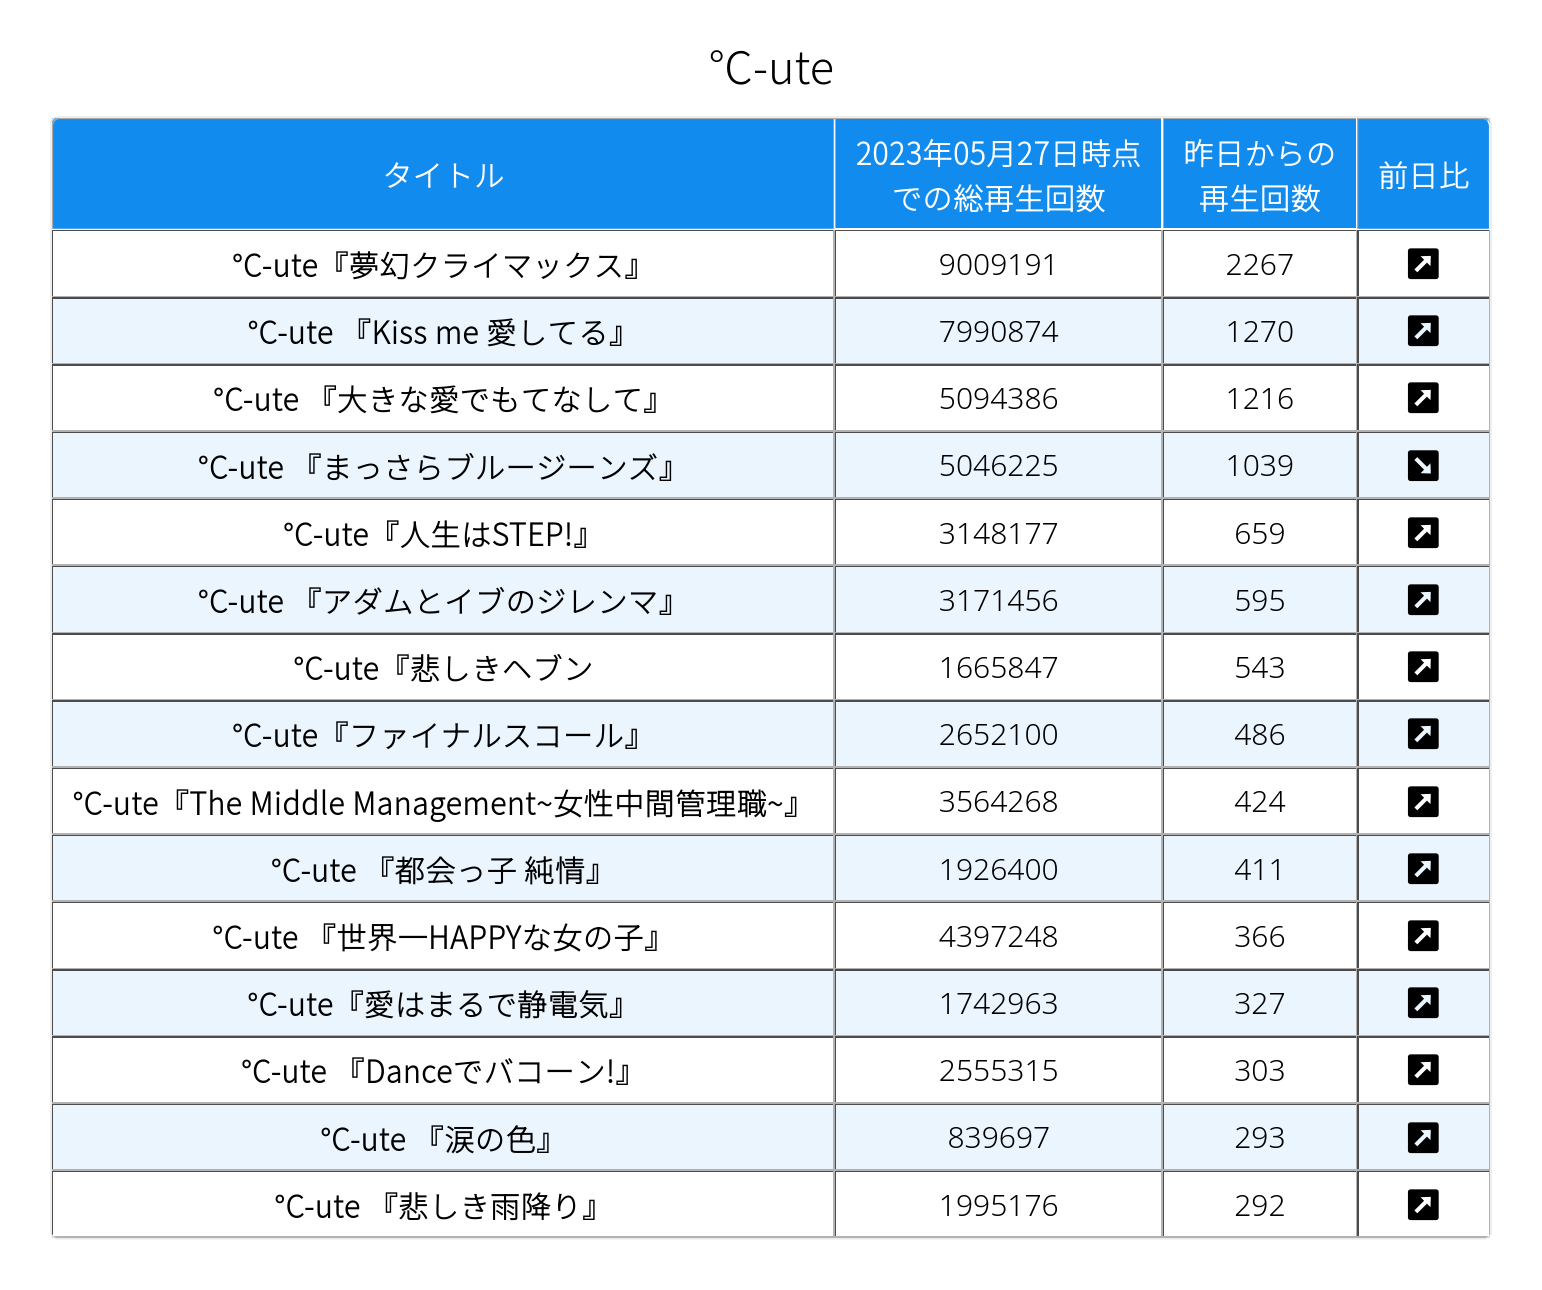 ℃-ute
タイトル
2023年05月27日時点
での総再生回数
昨日からの
再生回数
前日比
℃-ute『夢幻クライマックス』 9009191 2267
℃-ute 『Kiss me 愛してる』 7990874 1270
℃-ute 『大きな愛でもてなして』 5094386 1216
℃-ute 『まっさらブルージーンズ』 5046225 1039
℃-ute『人生はSTEP!』 3148177 659
℃-ute 『アダムとイブのジレンマ』 3171456 595
℃-ute『悲しきヘブン 1665847 543
℃-ute『ファイナルスコール』 2652100 486
℃-ute『The Middle Management~女性中間管理職~』 3564268 424
℃-ute 『都会っ子 純情』 1926400 411
℃-ute 『世界一HAPPYな女の子』 4397248 366
℃-ute『愛はまるで静電気』 1742963 327
℃-ute 『Danceでバコーン!』 2555315 303
℃-ute 『涙の色』 839697 293
℃-ute 『悲しき雨降り』 1995176 292